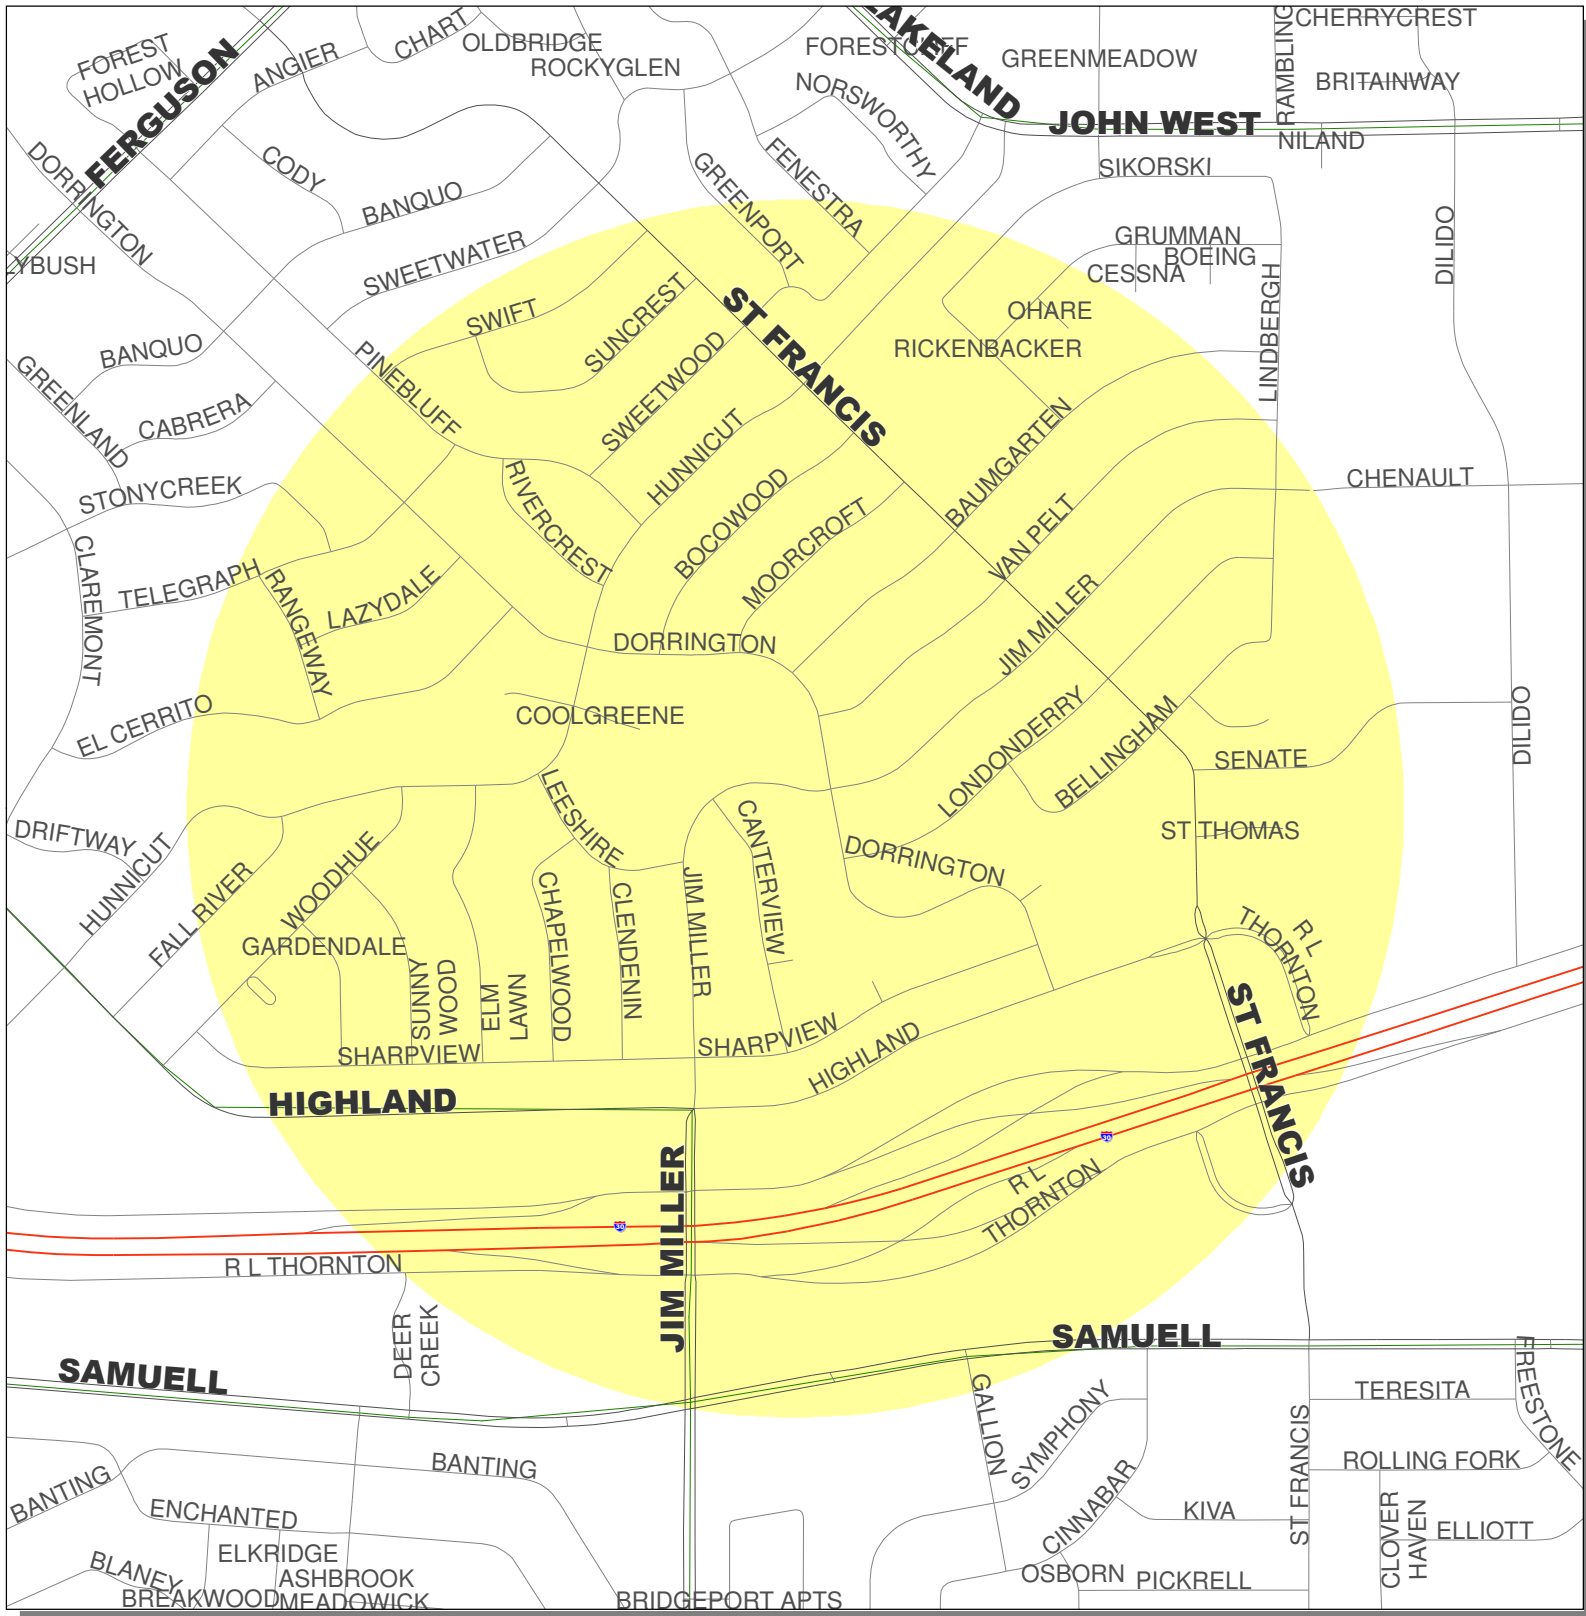 CHERRYCREST
CHART
LAKELAND
RAMBLING
OLDBRIDGE
FOREST
HOLLOW
FERGUSON
ANGIER
ROCKYGLEN
GREENMEADOW
BRITAINWAY
NORSWORTHY
JOHN WEST
NILAND
DORRINGTON
CODY
FENESTRA
GREENPORT
SIKORSKI
BANQUO
SWEETWATER
GRUMMAN
BOEING
CESSNA
DILIDO
YBUSH
LINDBERGH
SWIFT
SUNCREST
ST FRANCIS
OHARE
RICKENBACKER
BANQUO
PINEBLUFF
SWEETWOOD
GREENLAND
CABRERA
HUNNICUT
BAUMGARTEN
STONYCREEK
RIVERCREST
BOCOWOOD
MOORCROFT
VAN PELT
CHENAULT
CLAREMONT
TELEGRAPH
RANGEWAY
LAZYDALE
DORRINGTON
JIM MILLER
EL CERRITO
COOLGREENE
LONDONDERRY
BELLINGHAM
SENATE
DILIDO
DRIFTWAY
HUNNICUT
LEESHIRE
CANTERVIEW
ST THOMAS
DORRINGTON
FALL RIVER
WOODHUE
GARDENDALE
SUNNY
WOOD
ELM
LAWN
CHAPELWOOD
CLENDENIN
JIM MILLER
R L
THORNTON
SHARPVIEW
SHARPVIEW
HIGHLAND
ST FRANCIS
HIGHLAND
30
R L
THORNTON
JIM MILLER
30
R L THORNTON
DEER
CREEK
SAMUELL
SAMUELL
FREESTONE
GALLION
SYMPHONY
TERESITA
ST FRANCIS
BANTING
BANTING
ROLLING FORK
ENCHANTED
CINNABAR
KIVA
CLOVER
HAVEN
ELLIOTT
ELKRIDGE
BLANEY
ASHBROOK
OSBORN
PICKRELL
BREAKWOOD
MEADOWICK
BRIDGEPORT APTS